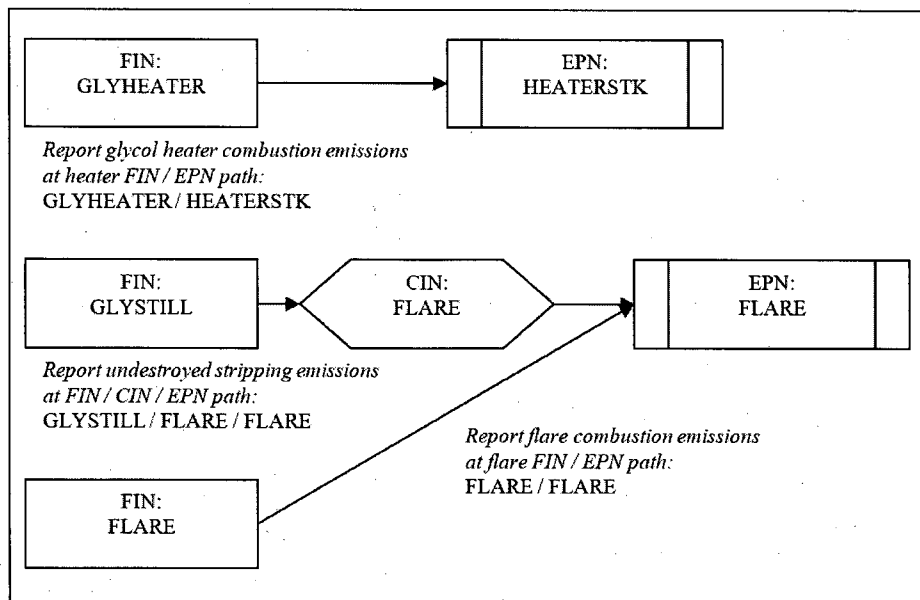 FIN:
GLYHEATER
EPN:
HEATERSTK
Report glycol heater combustion emissions
at heater FIN / EPN path:
GLYHEATER / HEATERSTK
FIN:
GLYSTILL
CIN:
FLARE
EPN:
FLARE
Report undestroyed stripping emissions
at FIN / CIN / EPN path:
GLYSTILL / FLARE / FLARE
Report flare combustion emissions
at flare FIN / EPN path:
FLARE / FLARE
FIN:
FLARE